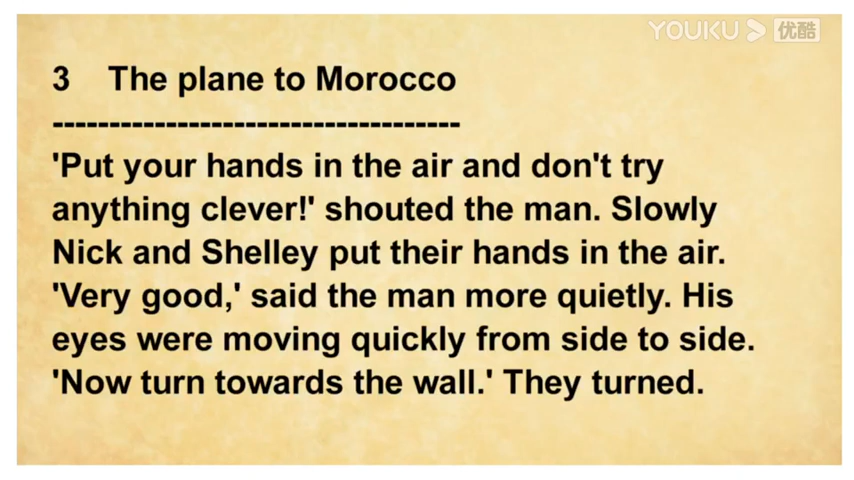 YOUKU 优酷
3 The plane to Morocco
------------------------------------
'Put your hands in the air and don't try
anything clever!' shouted the man. Slowly
Nick and Shelley put their hands in the air.
'Very good,' said the man more quietly. His
eyes were moving quickly from side to side.
'Now turn towards the wall.' They turned.